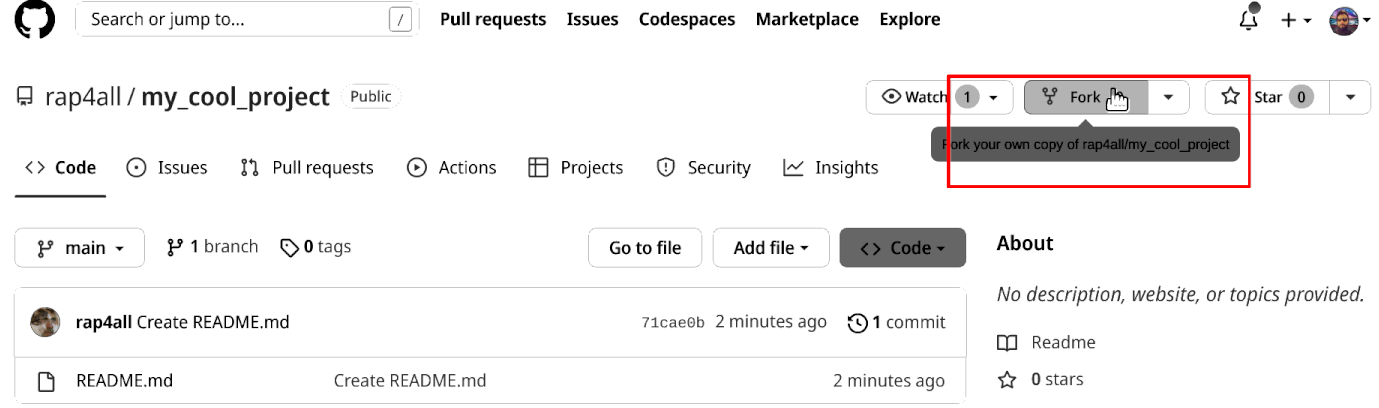 Search or jump to... / Pull requests Issues Codespaces Marketplace Explore
rap4all / my_cool_project Public Watch 1 Fork Star 0
Fork your own copy of rap4all/my_cool_project
Code Issues Pull requests Actions Projects Security Insights
main 1 branch 0 tags Go to file Add file Code About
No description, website, or topics provided.
rap4all Create README.md 71cae0b 2 minutes ago 1 commit
Readme
README.md Create README.md 2 minutes ago 0 stars